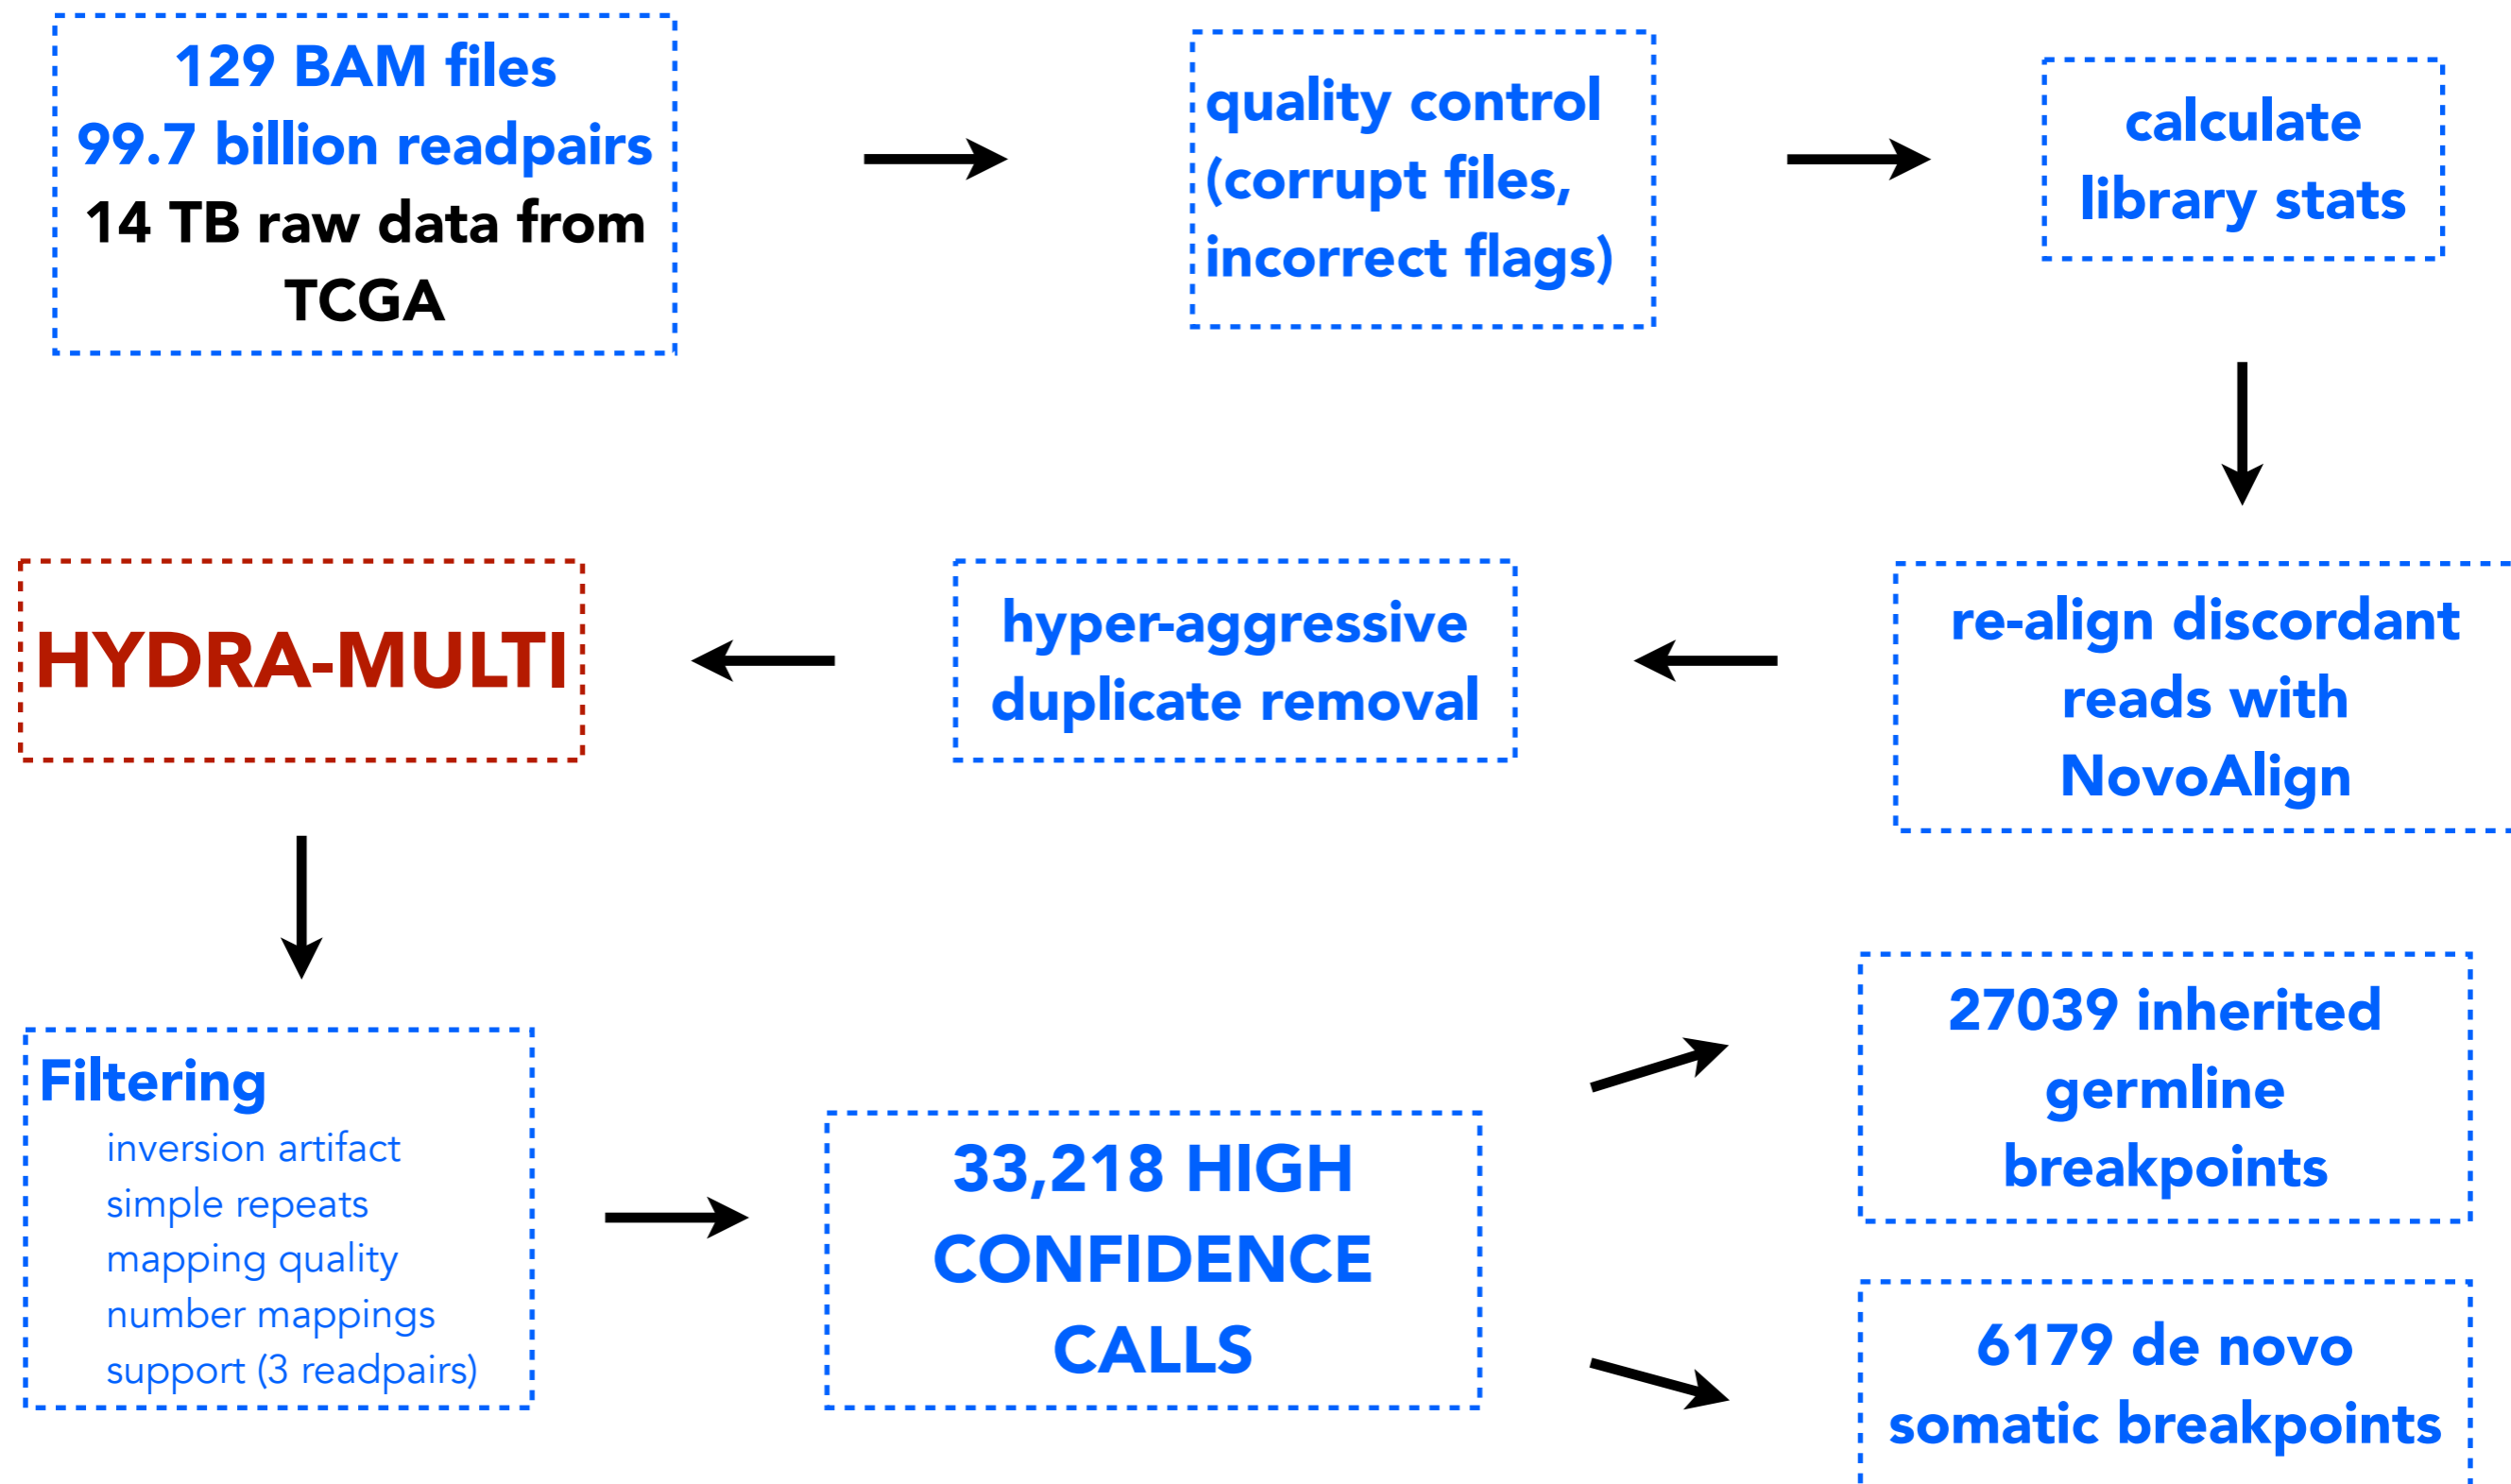 129 BAM files
99.7 billion readpairs
14 TB raw data from
TCGA
quality control
(corrupt files,
incorrect flags)
calculate
library stats
re-align discordant
reads with
NovoAlign
hyper-aggressive
duplicate removal
HYDRA-MULTI
Filtering
inversion artifact
simple repeats
mapping quality
number mappings
support (3 readpairs)
33,218 HIGH
CONFIDENCE
CALLS
27039 inherited
germline
breakpoints
6179 de novo
somatic breakpoints